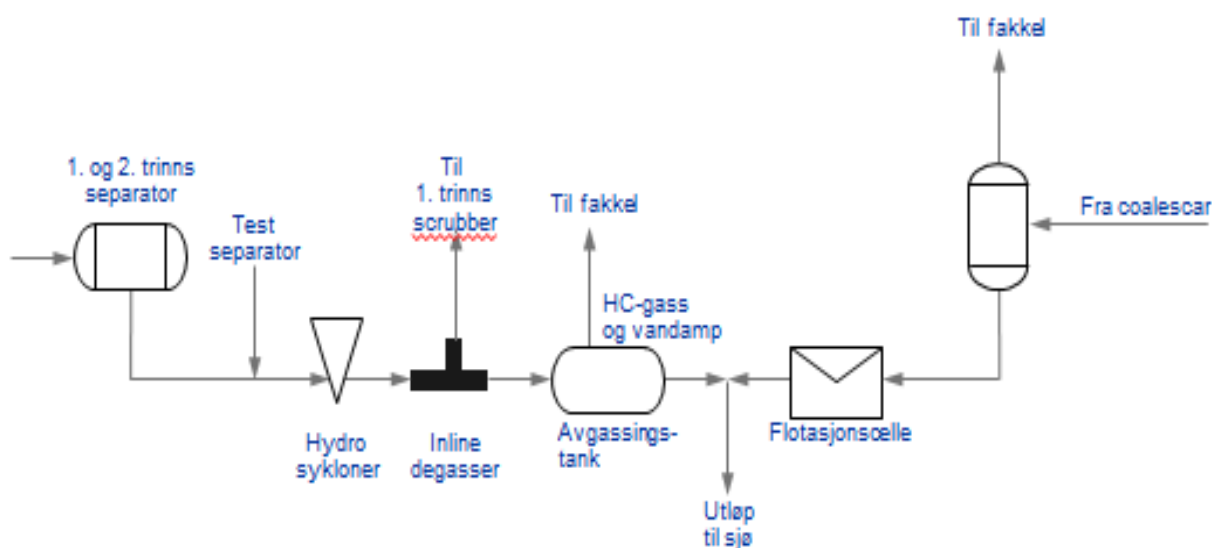 Til fakkel
1. og 2. trinns
separator
Til
1. trinns
scrubber
Til fakkel
Test
separator
Fra coalescar
HC-gass
og vandamp
Hydro
sykloner
Inline
degasser
Avgassings-
tank
Flotasjonscelle
Utløp
til sjø